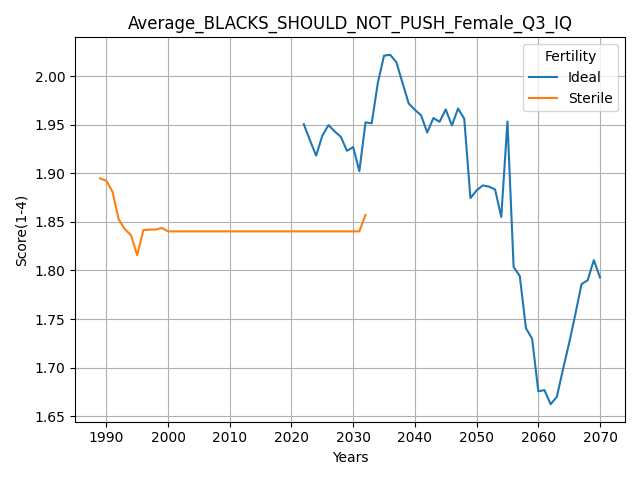 Average_BLACKS_SHOULD_NOT_PUSH_Female_Q3_IQ
Fertility
Ideal
Sterile
Score(1-4)
2.00
1.95
1.90
1.85
1.80
1.75
1.70
1.65
1990 2000 2010 2020 2030 2040 2050 2060 2070
Years